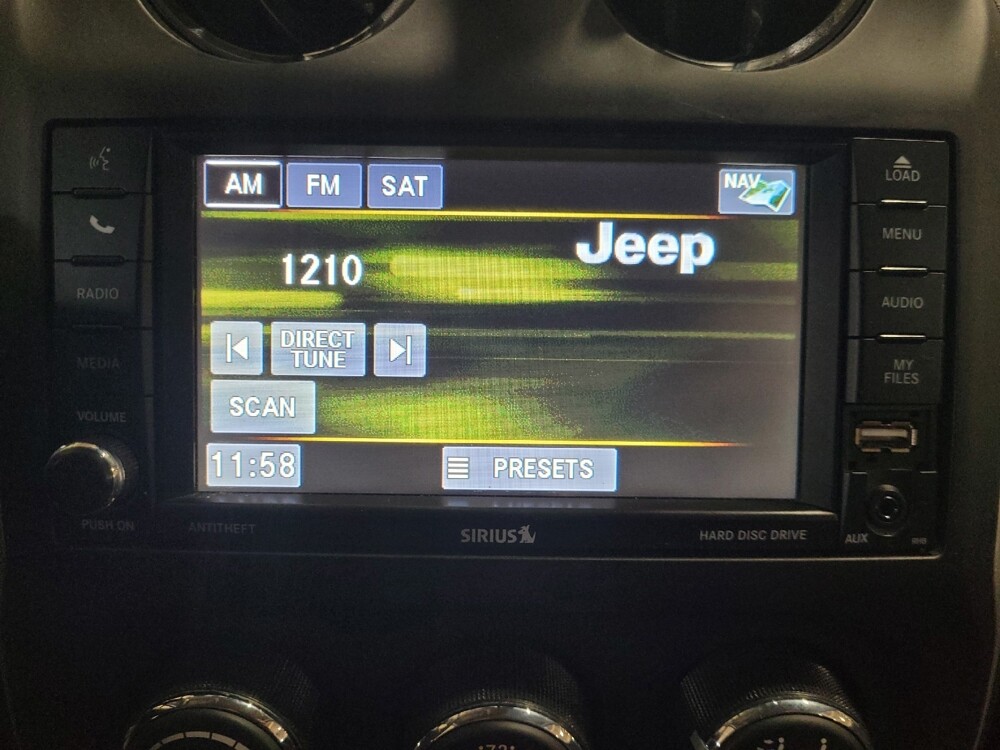 AM FM SAT NAV
Jeep
1210
DIRECT
TUNE
SCAN
11:58 PRESETS
RADIO
MEDIA
VOLUME
PUSH ON
ANTITHEFT
SIRIUS
HARD DISC DRIVE
LOAD
MENU
AUDIO
MY
FILES
AUX
72